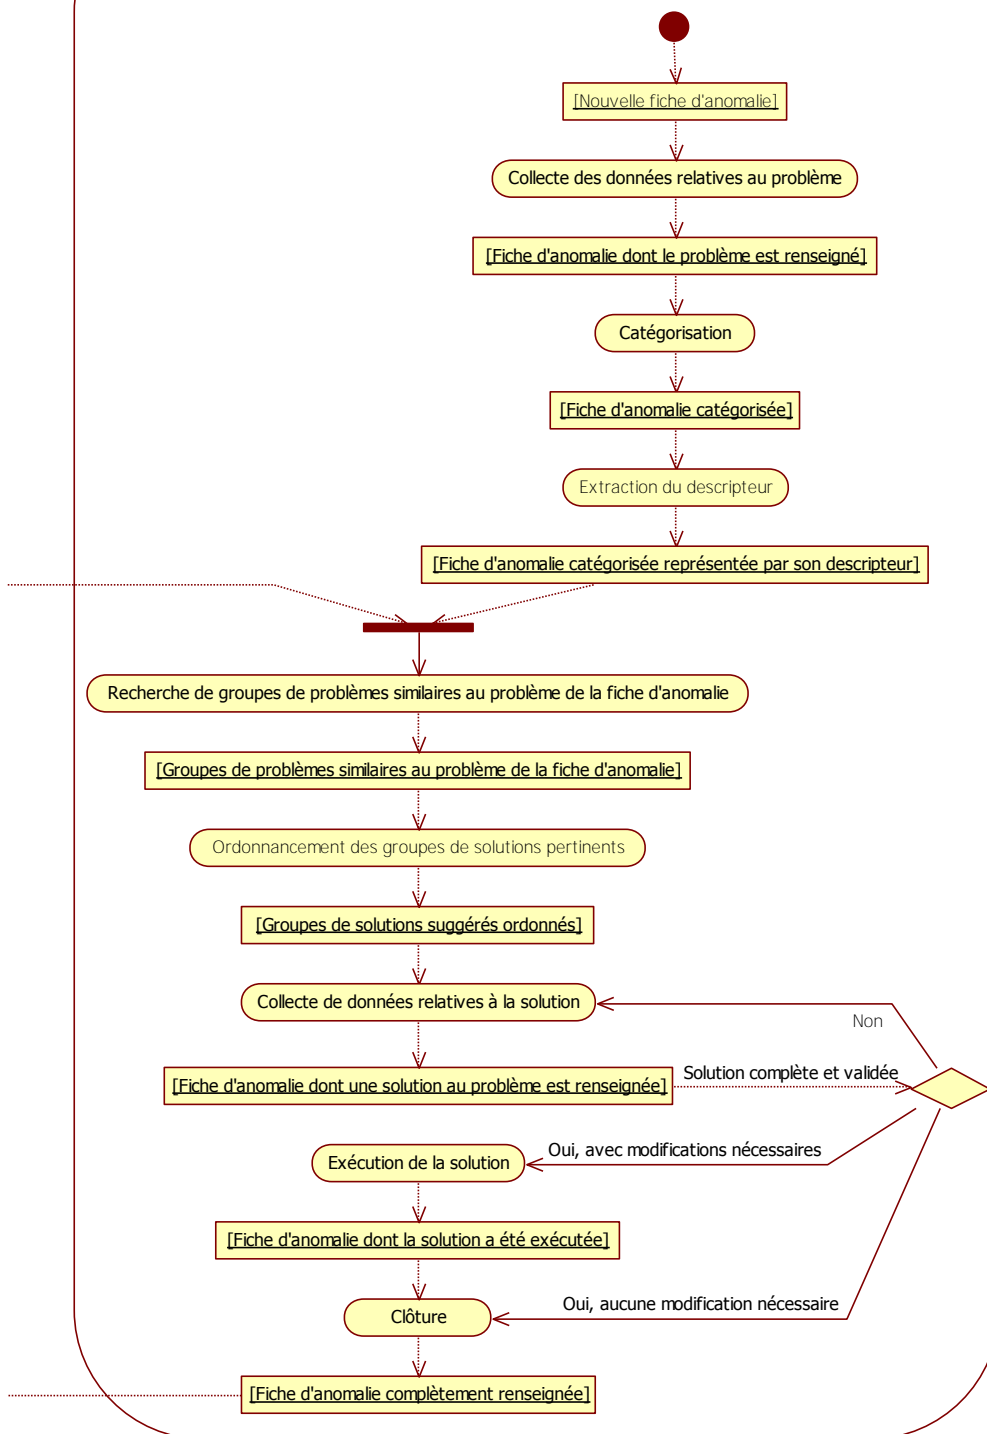 [Nouvelle fiche d'anomalie]
Collecte des données relatives au problème
[Fiche d'anomalie dont le problème est renseigné]
Catégorisation
[Fiche d'anomalie catégorisée]
Extraction du descripteur
[Fiche d'anomalie catégorisée représentée par son descripteur]
Recherche de groupes de problèmes similaires au problème de la fiche d'anomalie
[Groupes de problèmes similaires au problème de la fiche d'anomalie]
Ordonnancement des groupes de solutions pertinents
[Groupes de solutions suggérés ordonnés]
Collecte de données relatives à la solution
Non
Solution complète et validée
[Fiche d'anomalie dont une solution au problème est renseignée]
Oui, avec modifications nécessaires
Exécution de la solution
[Fiche d'anomalie dont la solution a été exécutée]
Oui, aucune modification nécessaire
Clôture
[Fiche d'anomalie complètement renseignée]